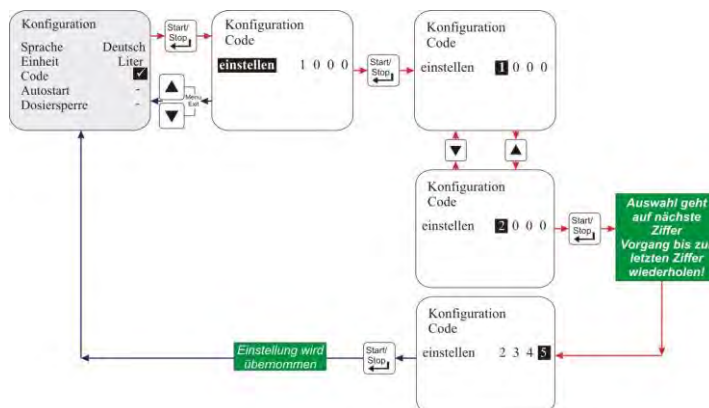 Konfiguration
Sprache Deutsch
Einheit Liter
Code
Autostart -
Dosiersperre -
Start/
Stop
Menu
Exit
Konfiguration
Code
einstellen 1 0 0 0
Start/
Stop
Konfiguration
Code
einstellen 1 0 0 0
Konfiguration
Code
einstellen 2 0 0 0
Start/
Stop
Auswahl geht
auf nächste
Ziffer
Vorgang bis zur
letzten Ziffer
wiederholen!
Konfiguration
Code
einstellen 2 3 4 5
Start/
Stop
Einstellung wird
übernommen